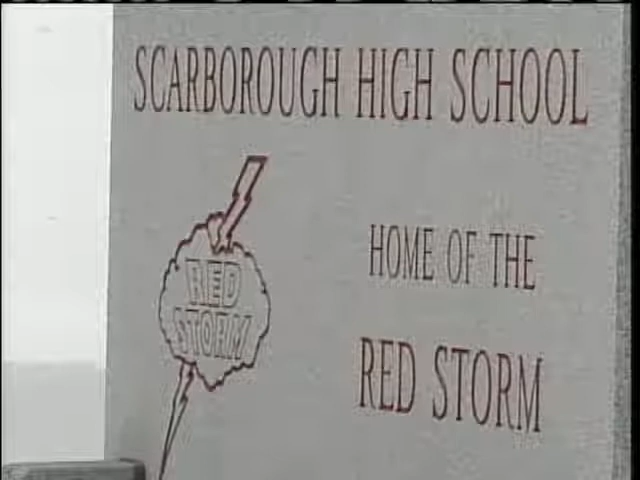 SCARBOROUGH HIGH SCHOOL
RED
STORM
HOME OF THE
RED STORM